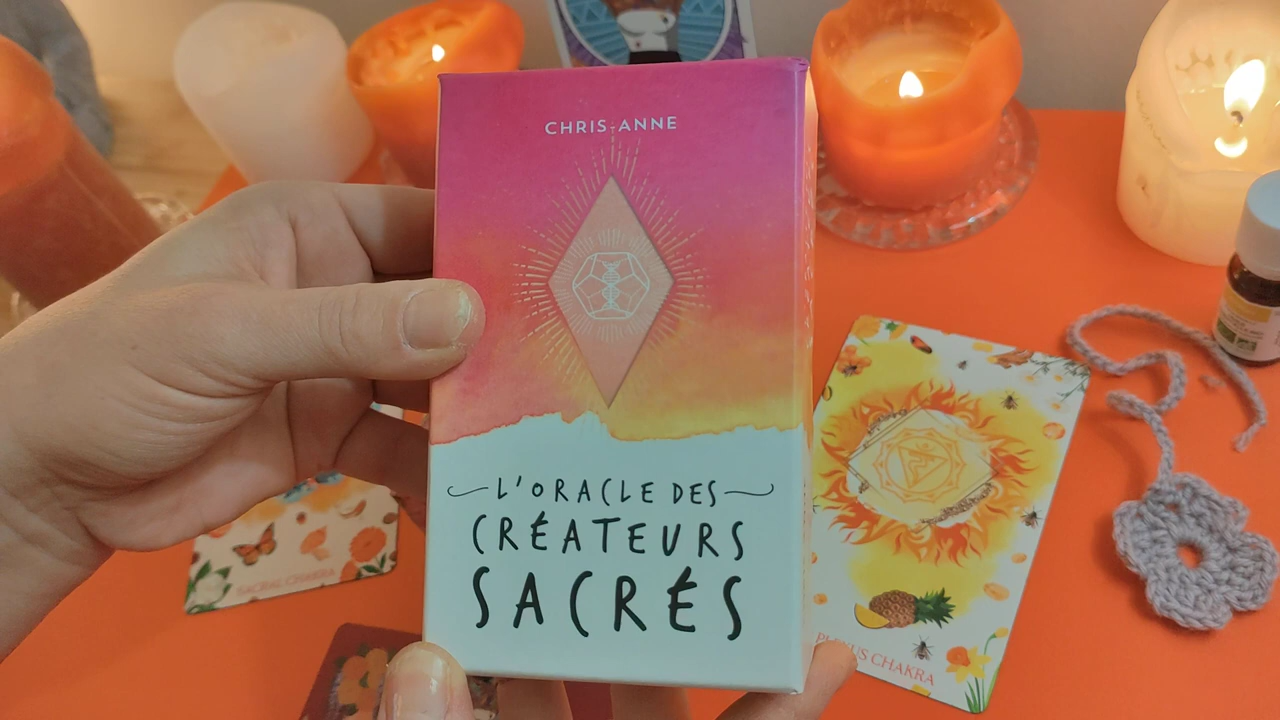 CHRIS-ANNE
L'ORACLE DES
CRÉATEURS
SACRÉS
SACRAL CHAKRA
PLEXUS CHAKRA